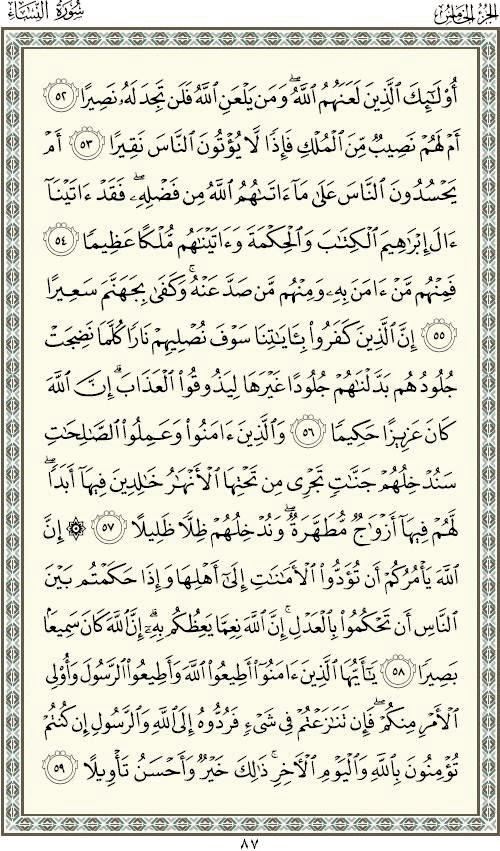 الجزء الخامس
سورة النساء
أُوْلَـٰٓئِكَ ٱلَّذِينَ لَعَنَهُمُ ٱللَّهُۖ وَمَن يَلْعَنِ ٱللَّهُ فَلَن تَجِدَ لَهُۥ نَصِيرًا ٥٢
أَمْ لَهُمْ نَصِيبٌ مِّنَ ٱلْمُلْكِ فَإِذًا لَّا يُؤْتُونَ ٱلنَّاسَ نَقِيرًا ٥٣ أَمْ
يَحْسُدُونَ ٱلنَّاسَ عَلَىٰ مَآ ءَاتَىٰهُمُ ٱللَّهُ مِن فَضْلِهِۦۖ فَقَدْ ءَاتَيْنَآ
ءَالَ إِبْرَٰهِيمَ ٱلْكِتَـٰبَ وَٱلْحِكْمَةَ وَءَاتَيْنَـٰهُم مُّلْكًا عَظِيمًا ٥٤
فَمِنْهُم مَّنْ ءَامَنَ بِهِۦ وَمِنْهُم مَّن صَدَّ عَنْهُۚ وَكَفَىٰ بِجَهَنَّمَ سَعِيرًا
٥٥ إِنَّ ٱلَّذِينَ كَفَرُوا۟ بِـَٔايَـٰتِنَا سَوْفَ نُصْلِيهِمْ نَارًا كُلَّمَا نَضِجَتْ
جُلُودُهُم بَدَّلْنَـٰهُمْ جُلُودًا غَيْرَهَا لِيَذُوقُوا۟ ٱلْعَذَابَۗ إِنَّ ٱللَّهَ
كَانَ عَزِيزًا حَكِيمًا ٥٦ وَٱلَّذِينَ ءَامَنُوا۟ وَعَمِلُوا۟ ٱلصَّـٰلِحَـٰتِ
سَنُدْخِلُهُمْ جَنَّـٰتٍ تَجْرِى مِن تَحْتِهَا ٱلْأَنْهَـٰرُ خَـٰلِدِينَ فِيهَآ أَبَدًاۖ
لَّهُمْ فِيهَآ أَزْوَٰجٌ مُّطَهَّرَةٌۖ وَنُدْخِلُهُمْ ظِلًّا ظَلِيلًا ٥٧ ۞ إِنَّ
ٱللَّهَ يَأْمُرُكُمْ أَن تُؤَدُّوا۟ ٱلْأَمَـٰنَـٰتِ إِلَىٰٓ أَهْلِهَا وَإِذَا حَكَمْتُم بَيْنَ
ٱلنَّاسِ أَن تَحْكُمُوا۟ بِٱلْعَدْلِۚ إِنَّ ٱللَّهَ نِعِمَّا يَعِظُكُم بِهِۦٓۗ إِنَّ ٱللَّهَ كَانَ سَمِيعًۢا
بَصِيرًا ٥٨ يَـٰٓأَيُّهَا ٱلَّذِينَ ءَامَنُوٓا۟ أَطِيعُوا۟ ٱللَّهَ وَأَطِيعُوا۟ ٱلرَّسُولَ وَأُو۟لِى
ٱلْأَمْرِ مِنكُمْۖ فَإِن تَنَـٰزَعْتُمْ فِى شَىْءٍ فَرُدُّوهُ إِلَى ٱللَّهِ وَٱلرَّسُولِ إِن كُنتُمْ
تُؤْمِنُونَ بِٱللَّهِ وَٱلْيَوْمِ ٱلْـَٔاخِرِۚ ذَٰلِكَ خَيْرٌ وَأَحْسَنُ تَأْوِيلًا ٥٩
٨٧